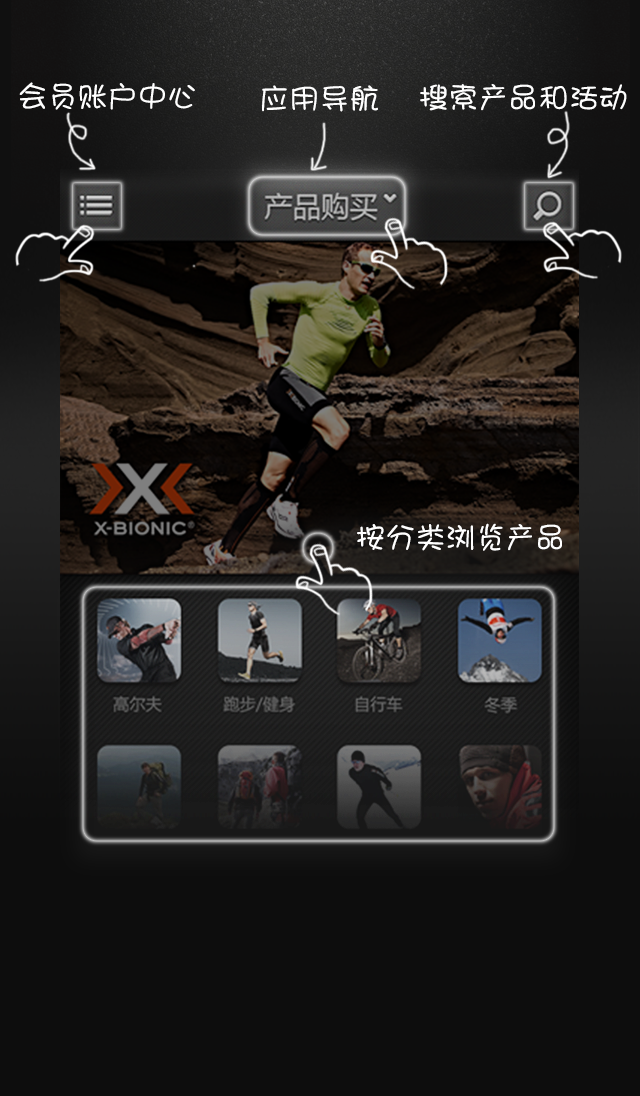 会员账户中心
应用导航
搜索产品和活动
产品购买
X-BIONIC®
按分类浏览产品
高尔夫
跑步/健身
自行车
冬季